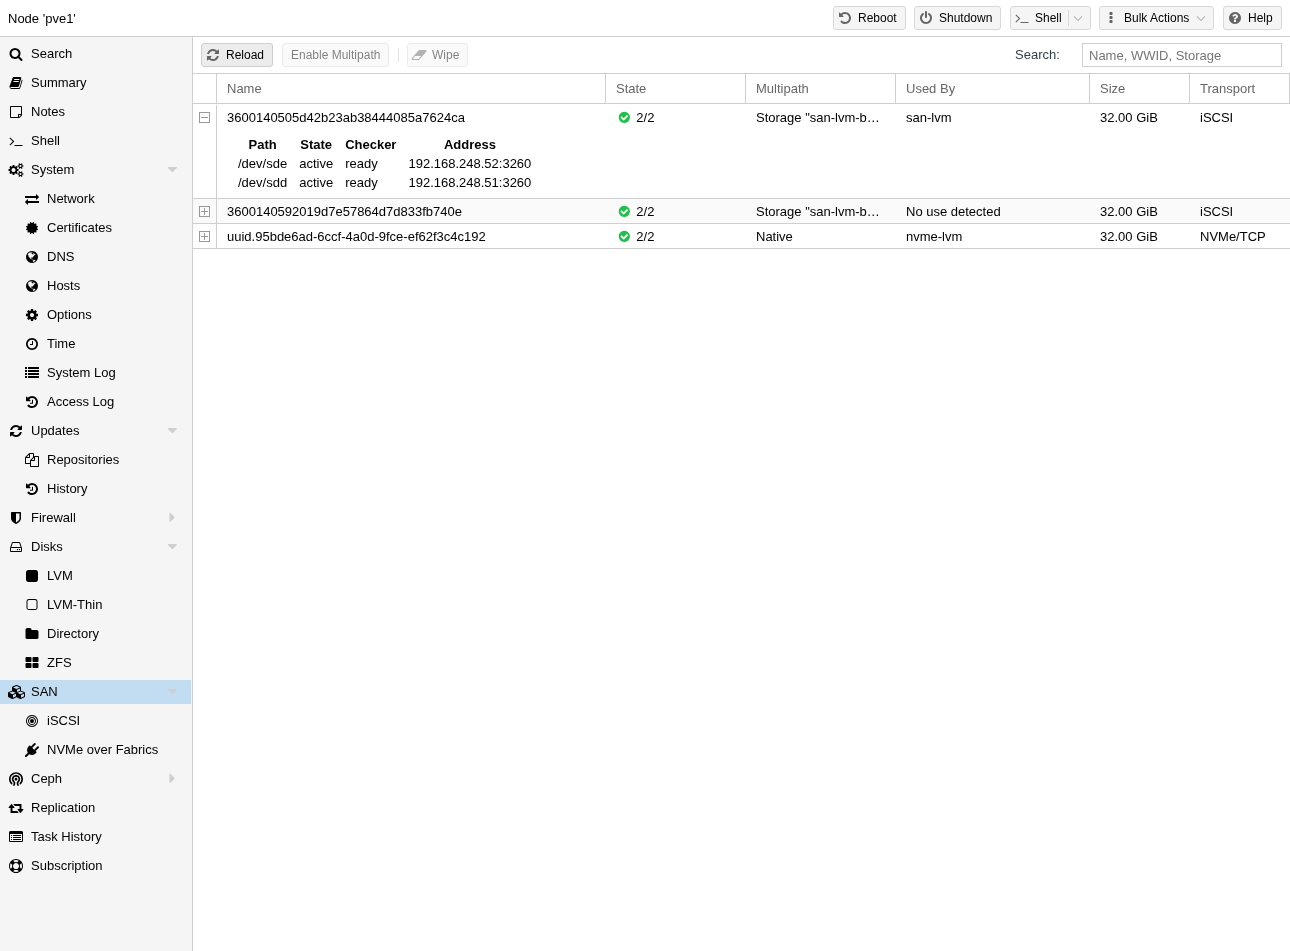 Node 'pve1'
Reboot
Shutdown
Shell
Bulk Actions
Help
Search
Summary
Notes
Shell
System
Network
Certificates
DNS
Hosts
Options
Time
System Log
Access Log
Updates
Repositories
History
Firewall
Disks
LVM
LVM-Thin
Directory
ZFS
SAN
iSCSI
NVMe over Fabrics
Ceph
Replication
Task History
Subscription
Reload
Enable Multipath
Wipe
Search:
Name, WWID, Storage
Name State Multipath Used By Size Transport
3600140505d42b23ab38444085a7624ca 2/2 Storage "san-lvm-b… san-lvm 32.00 GiB iSCSI
Path State Checker Address
/dev/sde active ready 192.168.248.52:3260
/dev/sdd active ready 192.168.248.51:3260
3600140592019d7e57864d7d833fb740e 2/2 Storage "san-lvm-b… No use detected 32.00 GiB iSCSI
uuid.95bde6ad-6ccf-4a0d-9fce-ef62f3c4c192 2/2 Native nvme-lvm 32.00 GiB NVMe/TCP